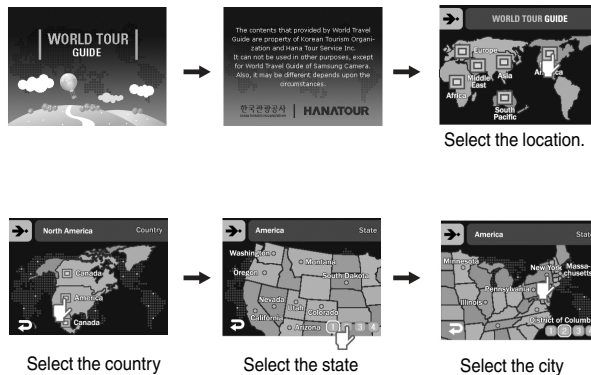 WORLD TOUR
GUIDE
The contents that provided by World Travel
Guide are property of Korean Tourism Organi-
zation and Hana Tour Service Inc.
It can not be used in other purposes, except
for World Travel Guide of Samsung Camera.
Also, it may be different depends upon the
circumstances.
한국관광공사
HANATOUR
WORLD TOUR GUIDE
Europe
Middle
East
Asia
Africa
South
Pacific
Select the location.
North America Country
Canada
America
Canada
Select the country
America State
Washington
Montana
Oregon
South Dakota
Nevada
Utah
Colorado
California
Arizona
1 3 4
Select the state
America State
Minnesota
New York
Massa-
chusetts
Pennsylvania
Illinois
District of Columb
1 2 3 4
Select the city